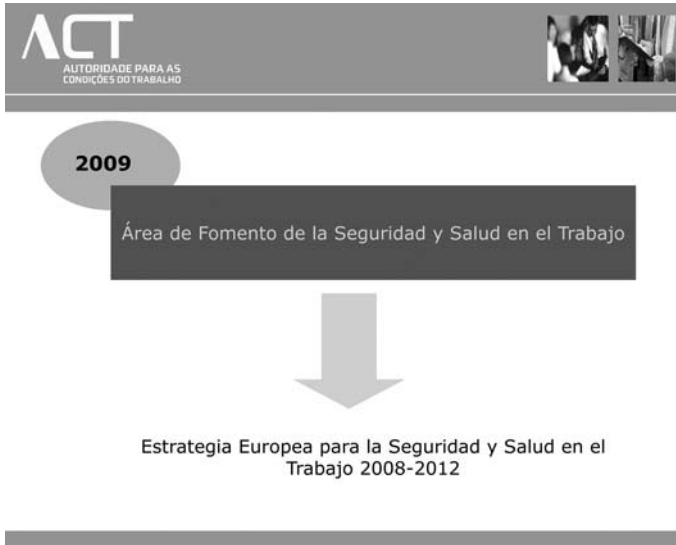 ACT
AUTORIDADE PARA AS
CONDIÇÕES DO TRABALHO
2009
Área de Fomento de la Seguridad y Salud en el Trabajo
Estrategia Europea para la Seguridad y Salud en el
Trabajo 2008-2012